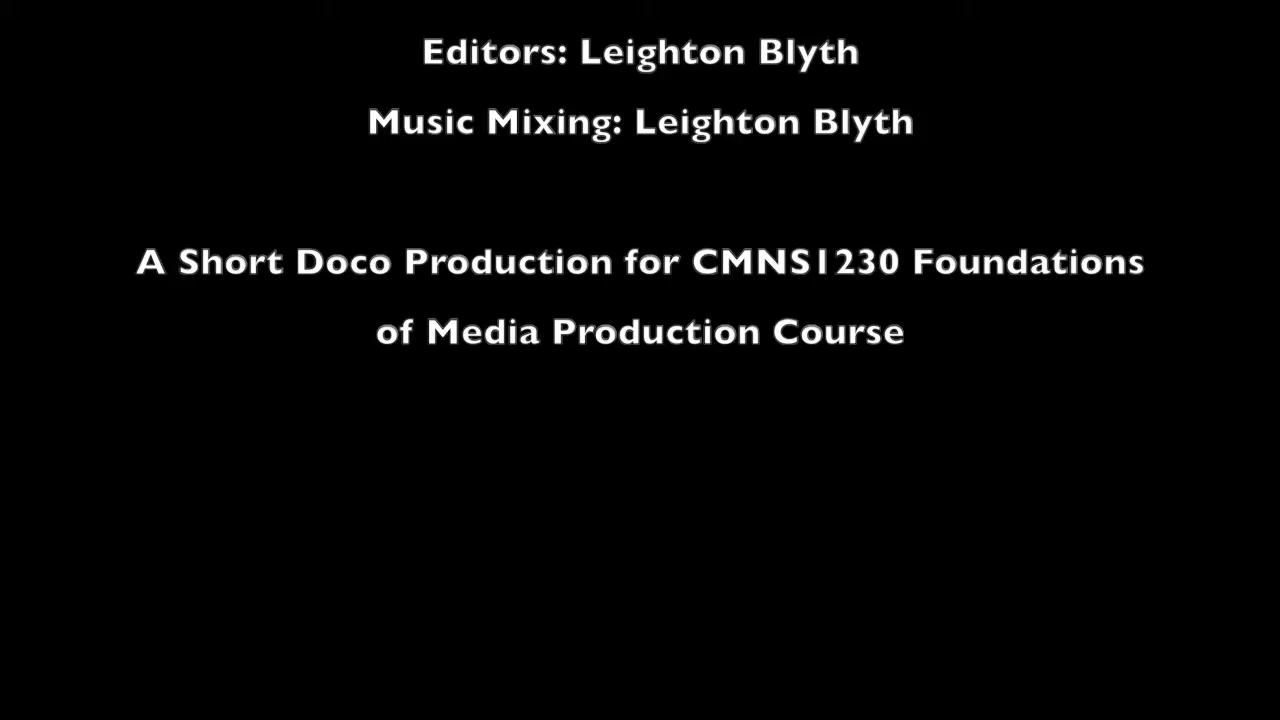 Editors: Leighton Blyth
Music Mixing: Leighton Blyth
A Short Doco Production for CMNS1230 Foundations
of Media Production Course